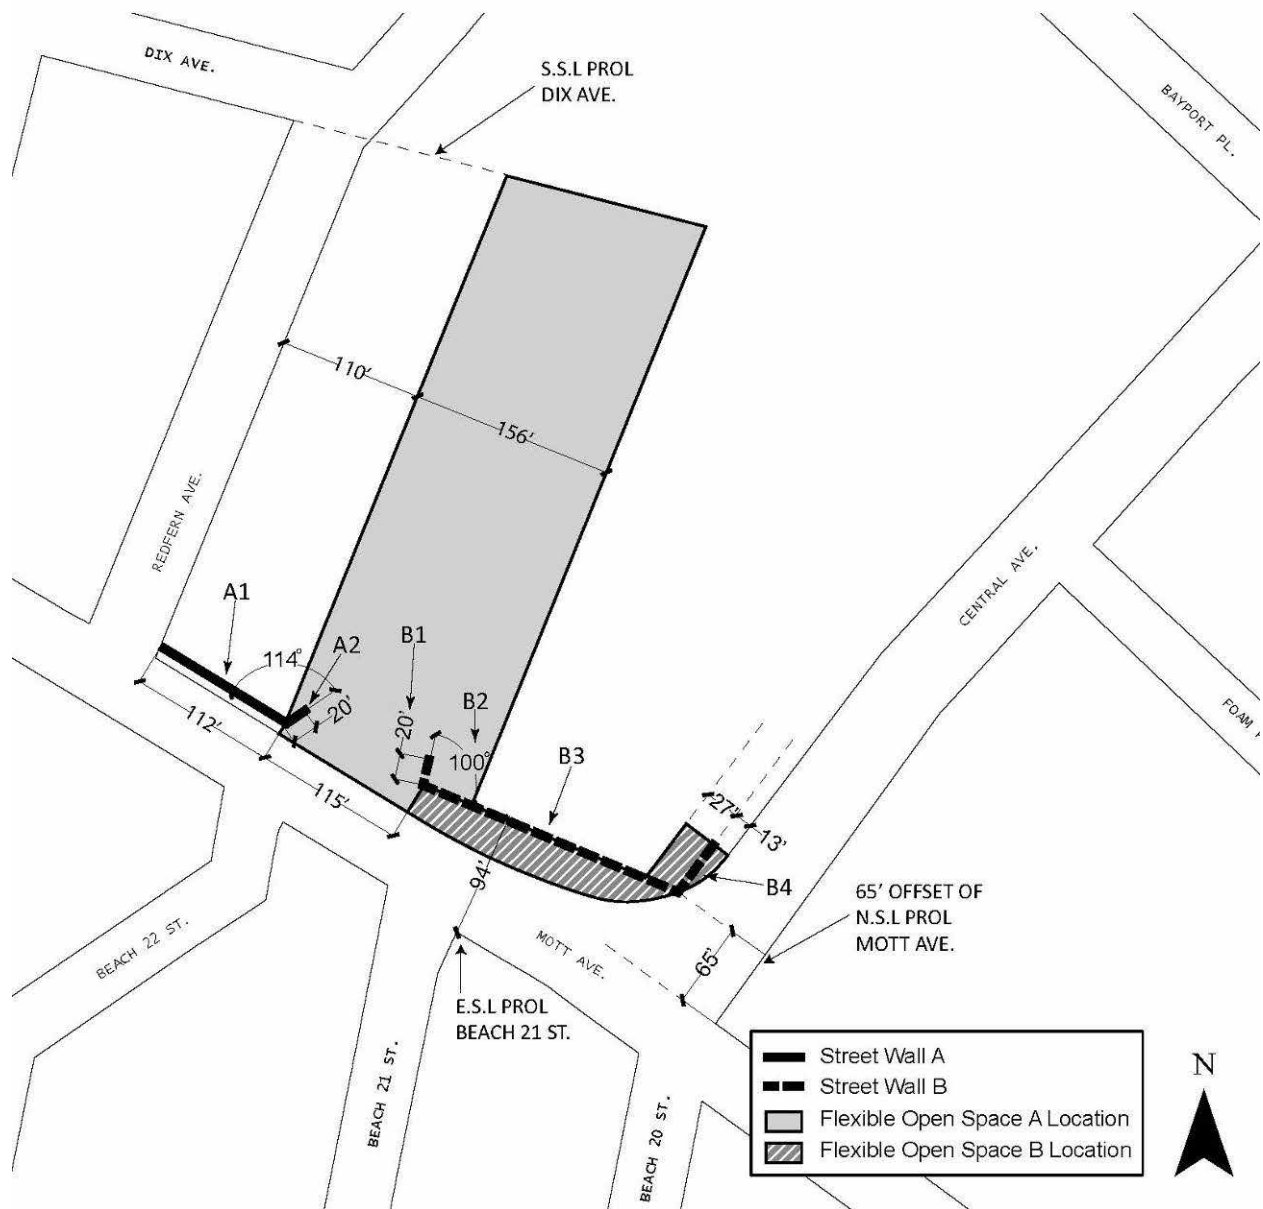 DIX AVE.
S.S.L PROL
DIX AVE.
BAYPORT PL.
110'
156'
REDFERN AVE.
CENTRAL AVE.
A1
A2
B1
114°
20'
20'
B2
100°
B3
112'
115'
27'
13'
94'
B4
FOAM
65' OFFSET OF
N.S.L PROL
MOTT AVE.
BEACH 22 ST.
MOTT AVE.
65'
E.S.L PROL
BEACH 21 ST.
BEACH 21 ST.
BEACH 20 ST.
Street Wall A
Street Wall B
Flexible Open Space A Location
Flexible Open Space B Location
N